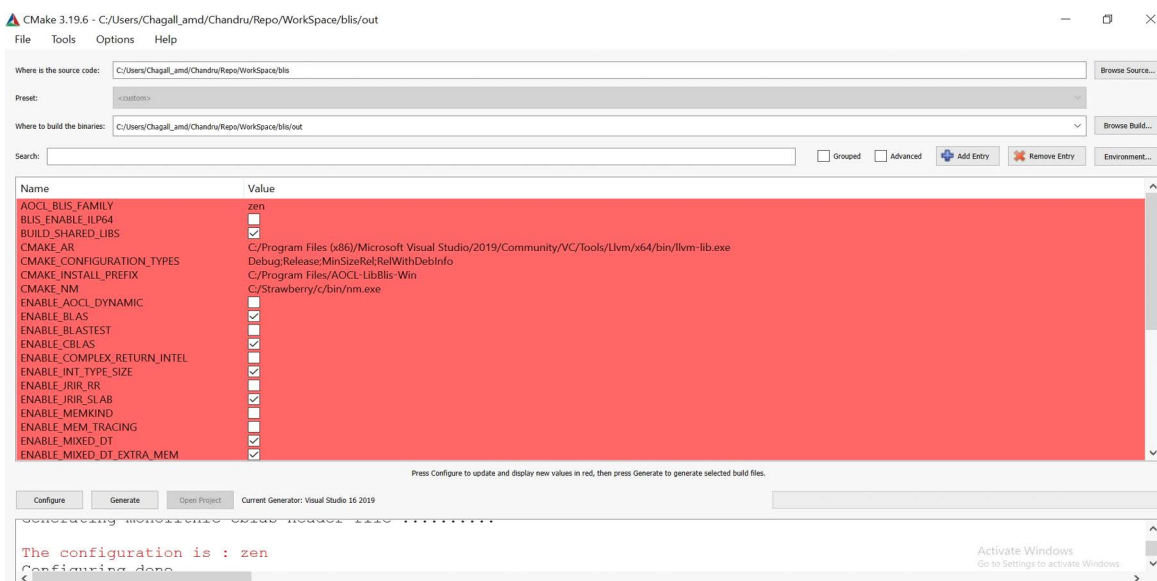 CMake 3.19.6 - C:/Users/Chagall_amd/Chandru/Repo/WorkSpace/blis/out
File Tools Options Help
Where is the source code: C:/Users/Chagall_amd/Chandru/Repo/WorkSpace/blis Browse Source...
Preset: <custom>
Where to build the binaries: C:/Users/Chagall_amd/Chandru/Repo/WorkSpace/blis/out Browse Build...
Search: Grouped Advanced Add Entry Remove Entry Environment...
Name Value
AOCL_BLIS_FAMILY zen
BLIS_ENABLE_ILP64
BUILD_SHARED_LIBS
CMAKE_AR C:/Program Files (x86)/Microsoft Visual Studio/2019/Community/VC/Tools/Llvm/x64/bin/llvm-lib.exe
CMAKE_CONFIGURATION_TYPES Debug;Release;MinSizeRel;RelWithDebInfo
CMAKE_INSTALL_PREFIX C:/Program Files/AOCL-LibBlis-Win
CMAKE_NM C:/Strawberry/c/bin/nm.exe
ENABLE_AOCL_DYNAMIC
ENABLE_BLAS
ENABLE_BLASTEST
ENABLE_CBLAS
ENABLE_COMPLEX_RETURN_INTEL
ENABLE_INT_TYPE_SIZE
ENABLE_JRIR_RR
ENABLE_JRIR_SLAB
ENABLE_MEMKIND
ENABLE_MEM_TRACING
ENABLE_MIXED_DT
ENABLE_MIXED_DT_EXTRA_MEM
Press Configure to update and display new values in red, then press Generate to generate selected build files.
Configure Generate Open Project Current Generator: Visual Studio 16 2019
Generating monolithic cblas header file ..........
The configuration is : zen
Configuring done
Activate Windows
Go to Settings to activate Windows.